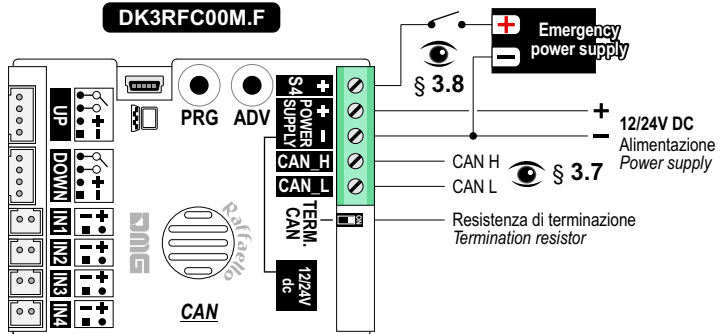 DK3RFC00M.F
Emergency
power supply
§ 3.8
PRG
ADV
S4 +
POWER
SUPPLY
+
−
CAN_H
CAN_L
TERM.
CAN
12/24V
dc
+
−
12/24V DC
Alimentazione
Power supply
CAN H
CAN L
§ 3.7
Resistenza di terminazione
Termination resistor
UP
DOWN
IN1
IN2
IN3
IN4
DMG
Raffaello
CAN